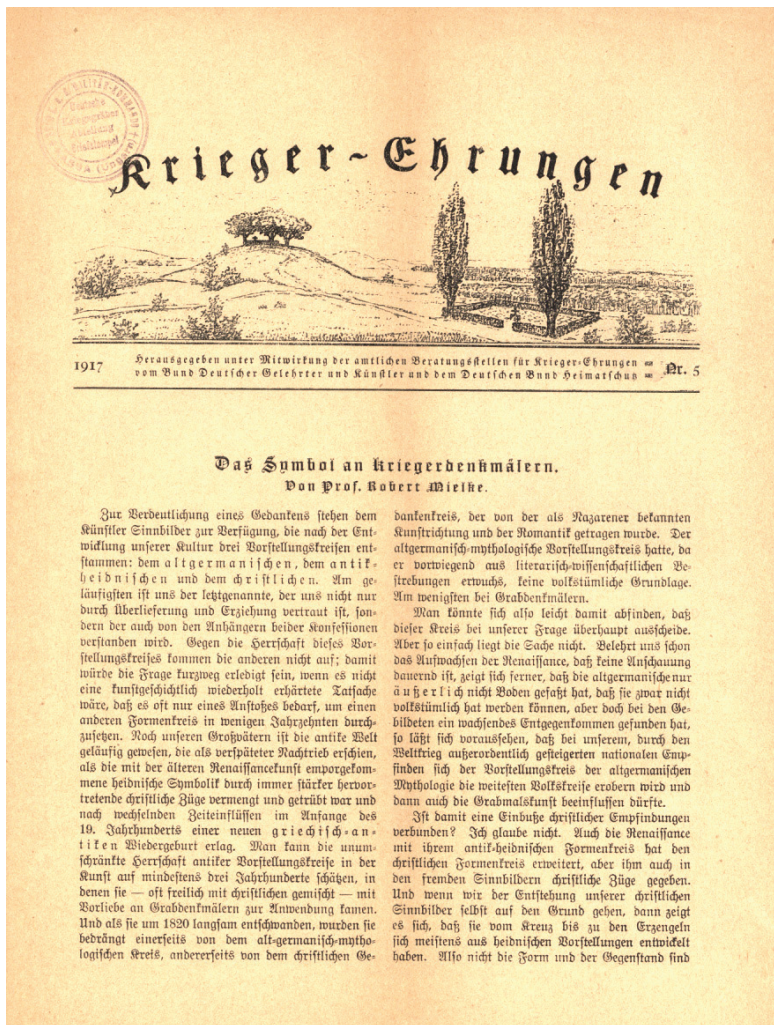 Krieger-Ehrungen
1917
Herausgegeben unter Mitwirkung der amtlichen Beratungsstellen für Krieger-Ehrungen
vom Bund Deutscher Gelehrter und Künstler und dem Deutschen Bund Heimatschutz
Nr. 5
Das Symbol an Kriegerdenkmälern.
Von Prof. Robert Mielke.
Zur Verdeutlichung eines Gedankens stehen dem
Künstler Sinnbilder zur Verfügung, die nach der Ent-
wicklung unserer Kultur drei Vorstellungskreisen ent-
stammen: dem altgermanischen, dem antik-
heidnischen und dem christlichen. Am ge-
läufigsten ist uns der letztgenannte, der uns nicht nur
durch Überlieferung und Erziehung vertraut ist, son-
dern der auch von den Anhängern beider Konfessionen
verstanden wird. Gegen die Herrschaft dieses Vor-
stellungskreises kommen die anderen nicht auf; damit
würde die Frage kurzweg erledigt sein, wenn es nicht
eine kunstgeschichtlich wiederholt erhärtete Tatsache
wäre, daß es oft nur eines Anstoßes bedarf, um einen
anderen Formenkreis in wenigen Jahrzehnten durch-
zusetzen. Noch unseren Großvätern ist die antike Welt
geläufig gewesen, die als verspäteter Nachtrieb erschien,
als die mit der älteren Renaissancekunst emporgekom-
mene heidnische Symbolik durch immer stärker hervor-
tretende christliche Züge vermengt und getrübt war und
nach wechselnden Zeiteinflüssen im Anfange des
19. Jahrhunderts einer neuen griechisch-an-
tiken Wiedergeburt erlag. Man kann die unum-
schränkte Herrschaft antiker Vorstellungskreise in der
Kunst auf mindestens drei Jahrhunderte schätzen, in
denen sie — oft freilich mit christlichen gemischt — mit
Vorliebe an Grabdenkmälern zur Anwendung kamen.
Und als sie um 1820 langsam entschwanden, wurden sie
bedrängt einerseits von dem alt-germanisch-mytho-
logischen Kreis, andererseits von dem christlichen Ge-
dankenkreis, der von der als Nazarener bekannten
Kunstrichtung und der Romantik getragen wurde. Der
altgermanisch-mythologische Vorstellungskreis hatte, da
er vorwiegend aus literarisch-wissenschaftlichen Be-
strebungen erwuchs, keine volkstümliche Grundlage.
Am wenigsten bei Grabdenkmälern.
Man könnte sich also leicht damit abfinden, daß
dieser Kreis bei unserer Frage überhaupt ausscheide.
Aber so einfach liegt die Sache nicht. Belehrt uns schon
das Aufwachsen der Renaissance, daß keine Anschauung
dauernd ist, zeigt sich ferner, daß die altgermanische nur
äußerlich nicht Boden gefaßt hat, daß sie zwar nicht
volkstümlich hat werden können, aber doch bei den Ge-
bildeten ein wachsendes Entgegenkommen gefunden hat,
so läßt sich voraussehen, daß bei unserem, durch den
Weltkrieg außerordentlich gesteigerten nationalen Emp-
finden sich der Vorstellungskreis der altgermanischen
Mythologie die weitesten Volkskreise erobern wird und
dann auch die Grabmalskunst beeinflussen dürfte.
Ist damit eine Einbuße christlicher Empfindungen
verbunden? Ich glaube nicht. Auch die Renaissance
mit ihrem antik-heidnischen Formenkreis hat den
christlichen Formenkreis erweitert, aber ihm auch in
den fremden Sinnbildern christliche Züge gegeben.
Und wenn wir der Entstehung unserer christlichen
Sinnbilder selbst auf den Grund gehen, dann zeigt
es sich, daß sie vom Kreuz bis zu den Erzengeln
sich meistens aus heidnischen Vorstellungen entwickelt
haben. Also nicht die Form und der Gegenstand sind